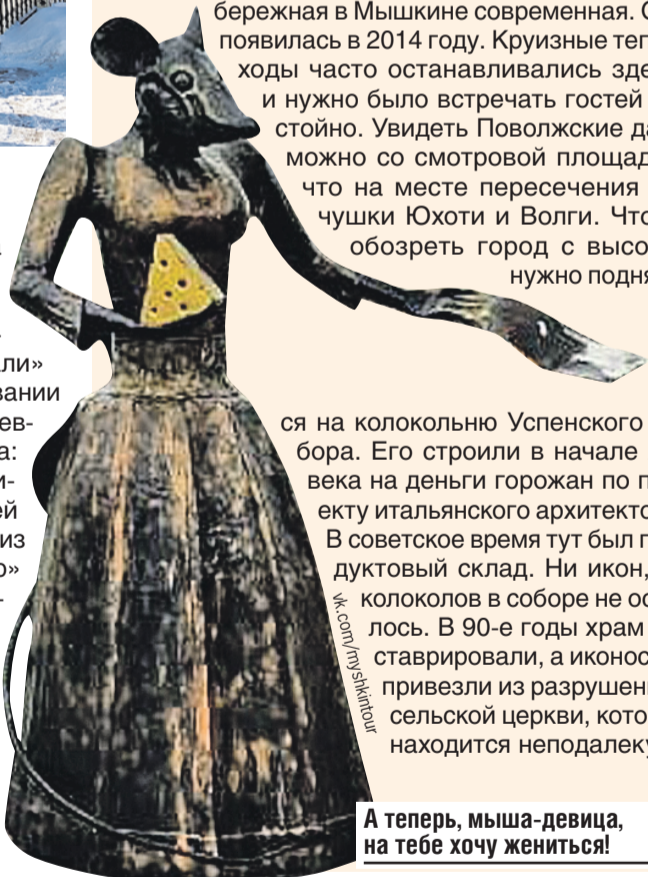 бережная в Мышкине современная.
появилась в 2014 году. Круизные теп
ходы часто останавливались зде
и нужно было встречать гостей
стойно. Увидеть Поволжские да
можно со смотровой площад
что на месте пересечения
чушки Юхоти и Волги. Что
обозреть город с высо
нужно подня
ли»
вании
ев-
а:
и-
ей
из
о»
ся на колокольню Успенского
бора. Его строили в начале
века на деньги горожан по п
екту итальянского архитекто
В советское время тут был п
дуктовый склад. Ни икон,
колоколов в соборе не ос
лось. В 90-е годы храм
ставрировали, а иконос
привезли из разрушенн
сельской церкви, кото
находится неподалеку
vk.com/myshkintour
А теперь, мыша-девица,
на тебе хочу жениться!